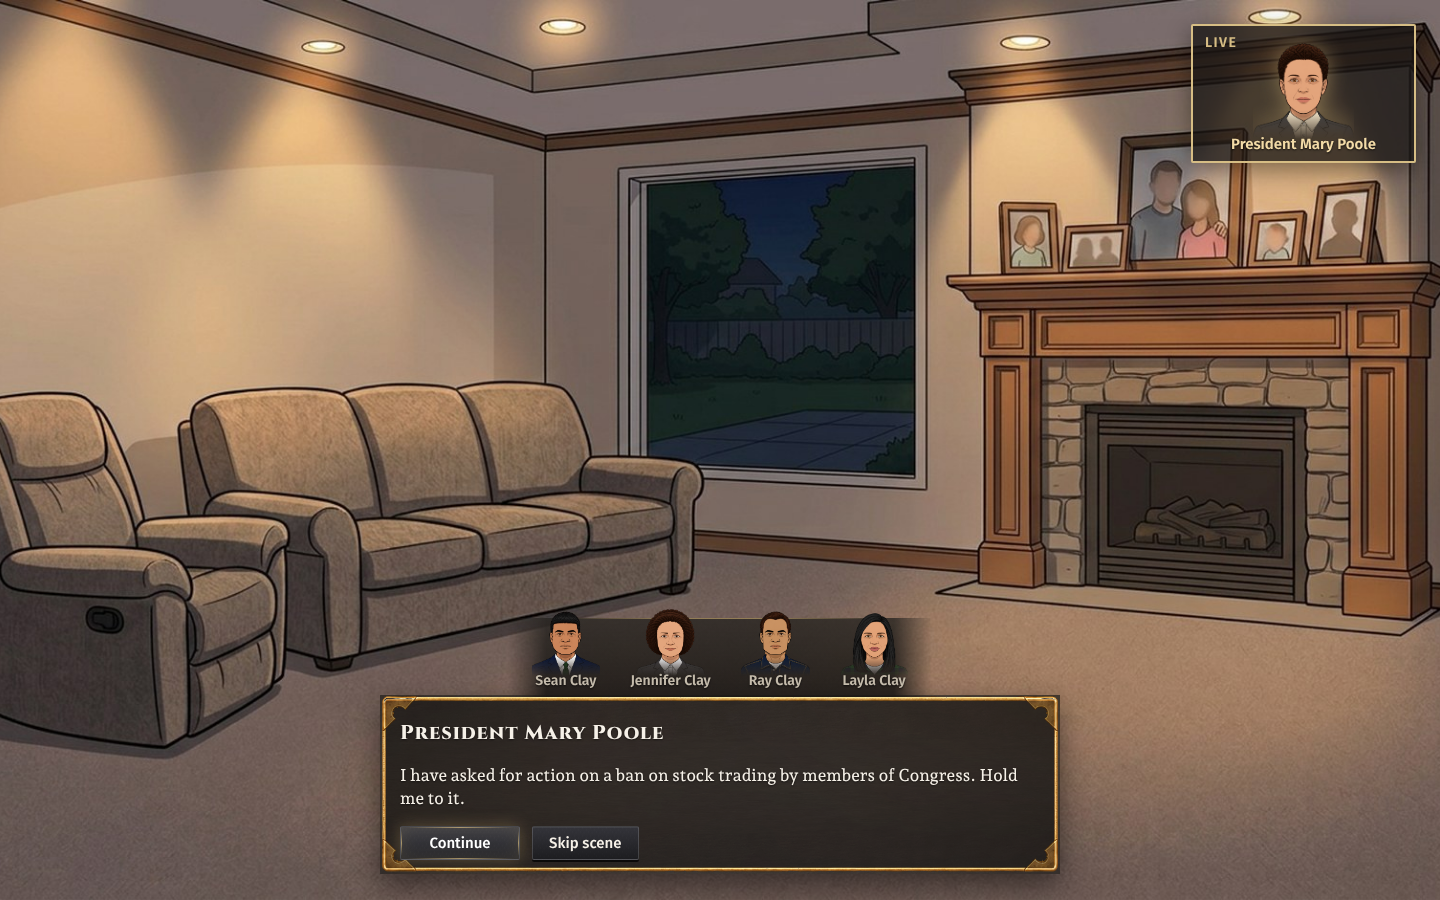 LIVE
President Mary Poole
Sean Clay
Jennifer Clay
Ray Clay
Layla Clay
President Mary Poole
I have asked for action on a ban on stock trading by members of Congress. Hold
me to it.
Continue
Skip scene